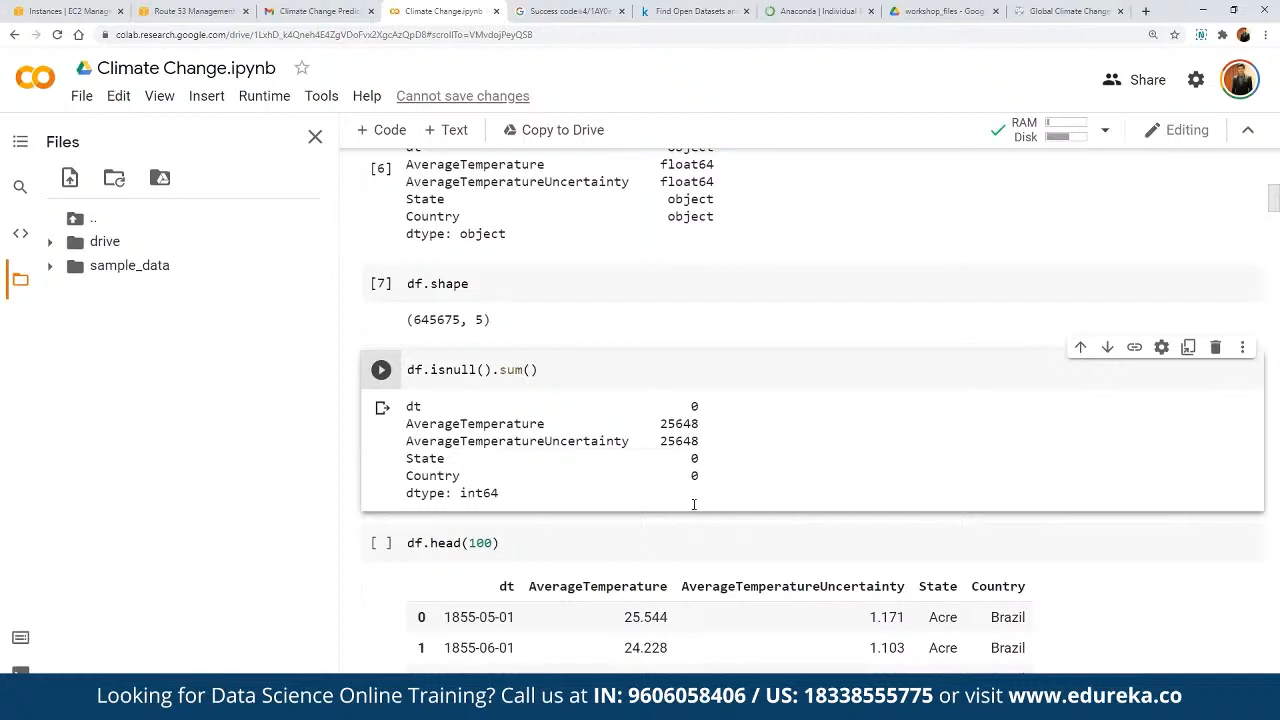 Instances | EC2 Manag
Route 53 Management
Climate Change Predic
Climate Change.ipynb
Success code=4/1AY0e
Find Open Datasets an
Anaconda | Individual
workshop_files - Goog
Global Climate Change
colab.research.google.com/drive/1LxhD_k4Qneh4E4ZgVDoFvx2XgcAzQpD8#scrollTo=VMvdojPeyQSB
Climate Change.ipynb
Share
File Edit View Insert Runtime Tools Help Cannot save changes
+ Code + Text Copy to Drive
RAM
Disk
Editing
Files
..
drive
sample_data
object
[6] AverageTemperature float64
AverageTemperatureUncertainty float64
State object
Country object
dtype: object
[7] df.shape
(645675, 5)
df.isnull().sum()
dt 0
AverageTemperature 25648
AverageTemperatureUncertainty 25648
State 0
Country 0
dtype: int64
[ ] df.head(100)
dt AverageTemperature AverageTemperatureUncertainty State Country
0 1855-05-01 25.544 1.171 Acre Brazil
1 1855-06-01 24.228 1.103 Acre Brazil
Looking for Data Science Online Training? Call us at IN: 9606058406 / US: 18338555775 or visit www.edureka.co